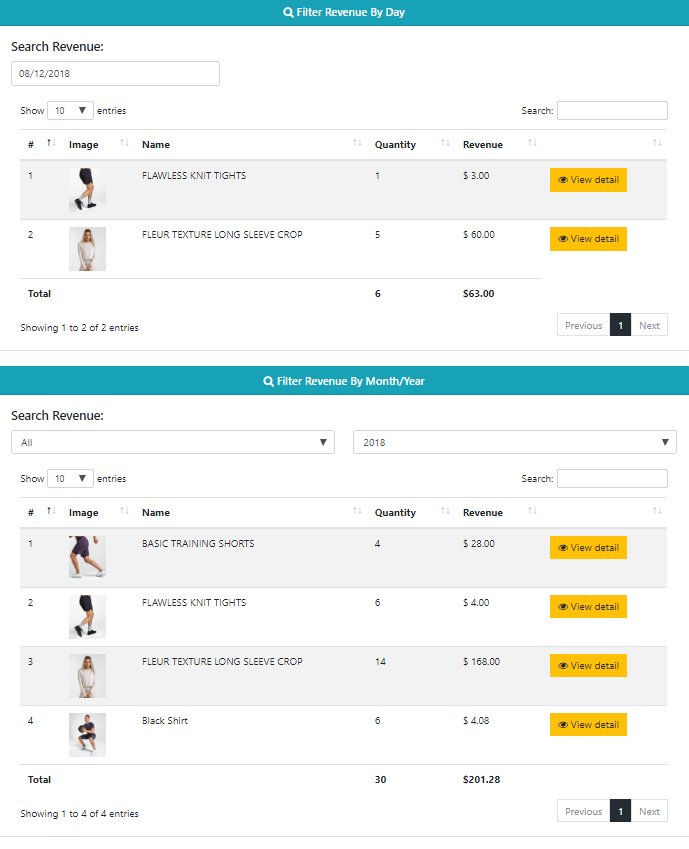 Filter Revenue By Day
Search Revenue:
08/12/2018
Show 10 entries Search:
# Image Name Quantity Revenue
1 FLAWLESS KNIT TIGHTS 1 $ 3.00 View detail
2 FLEUR TEXTURE LONG SLEEVE CROP 5 $ 60.00 View detail
Total 6 $63.00
Showing 1 to 2 of 2 entries Previous 1 Next
Filter Revenue By Month/Year
Search Revenue:
All 2018
Show 10 entries Search:
# Image Name Quantity Revenue
1 BASIC TRAINING SHORTS 4 $ 28.00 View detail
2 FLAWLESS KNIT TIGHTS 6 $ 4.00 View detail
3 FLEUR TEXTURE LONG SLEEVE CROP 14 $ 168.00 View detail
4 Black Shirt 6 $ 4.08 View detail
Total 30 $201.28
Showing 1 to 4 of 4 entries Previous 1 Next